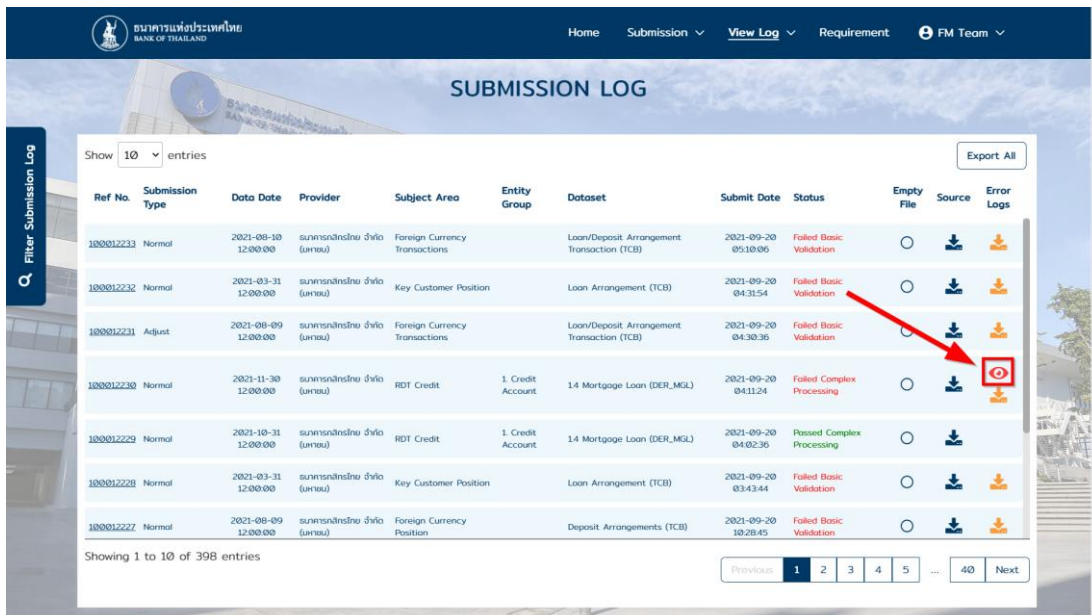 ธนาคารแห่งประเทศไทย
BANK OF THAILAND
Home Submission View Log Requirement FM Team
SUBMISSION LOG
Filter Submission Log
Show 10 entries
Export All
Ref No. Submission Type Data Date Provider Subject Area Entity Group Dataset Submit Date Status Empty File Source Error Logs
100012233 Normal 2021-08-10 12:00:00 ธนาคารกสิกรไทย จำกัด (มหาชน) Foreign Currency Transactions Loan/Deposit Arrangement Transaction (TCB) 2021-09-20 05:10:06 Failed Basic Validation
100012232 Normal 2021-03-31 12:00:00 ธนาคารกสิกรไทย จำกัด (มหาชน) Key Customer Position Loan Arrangement (TCB) 2021-09-20 04:31:54 Failed Basic Validation
100012231 Adjust 2021-08-09 12:00:00 ธนาคารกสิกรไทย จำกัด (มหาชน) Foreign Currency Transactions Loan/Deposit Arrangement Transaction (TCB) 2021-09-20 04:30:36 Failed Basic Validation
100012230 Normal 2021-11-30 12:00:00 ธนาคารกสิกรไทย จำกัด (มหาชน) RDT Credit 1. Credit Account 1.4 Mortgage Loan (DER_MGL) 2021-09-20 04:11:24 Failed Complex Processing
100012229 Normal 2021-10-31 12:00:00 ธนาคารกสิกรไทย จำกัด (มหาชน) RDT Credit 1. Credit Account 1.4 Mortgage Loan (DER_MGL) 2021-09-20 04:02:36 Passed Complex Processing
100012228 Normal 2021-03-31 12:00:00 ธนาคารกสิกรไทย จำกัด (มหาชน) Key Customer Position Loan Arrangement (TCB) 2021-09-20 03:43:44 Failed Basic Validation
100012227 Normal 2021-08-09 12:00:00 ธนาคารกสิกรไทย จำกัด (มหาชน) Foreign Currency Position Deposit Arrangements (TCB) 2021-09-20 10:28:45 Failed Basic Validation
Showing 1 to 10 of 398 entries
Previous 1 2 3 4 5 ... 40 Next